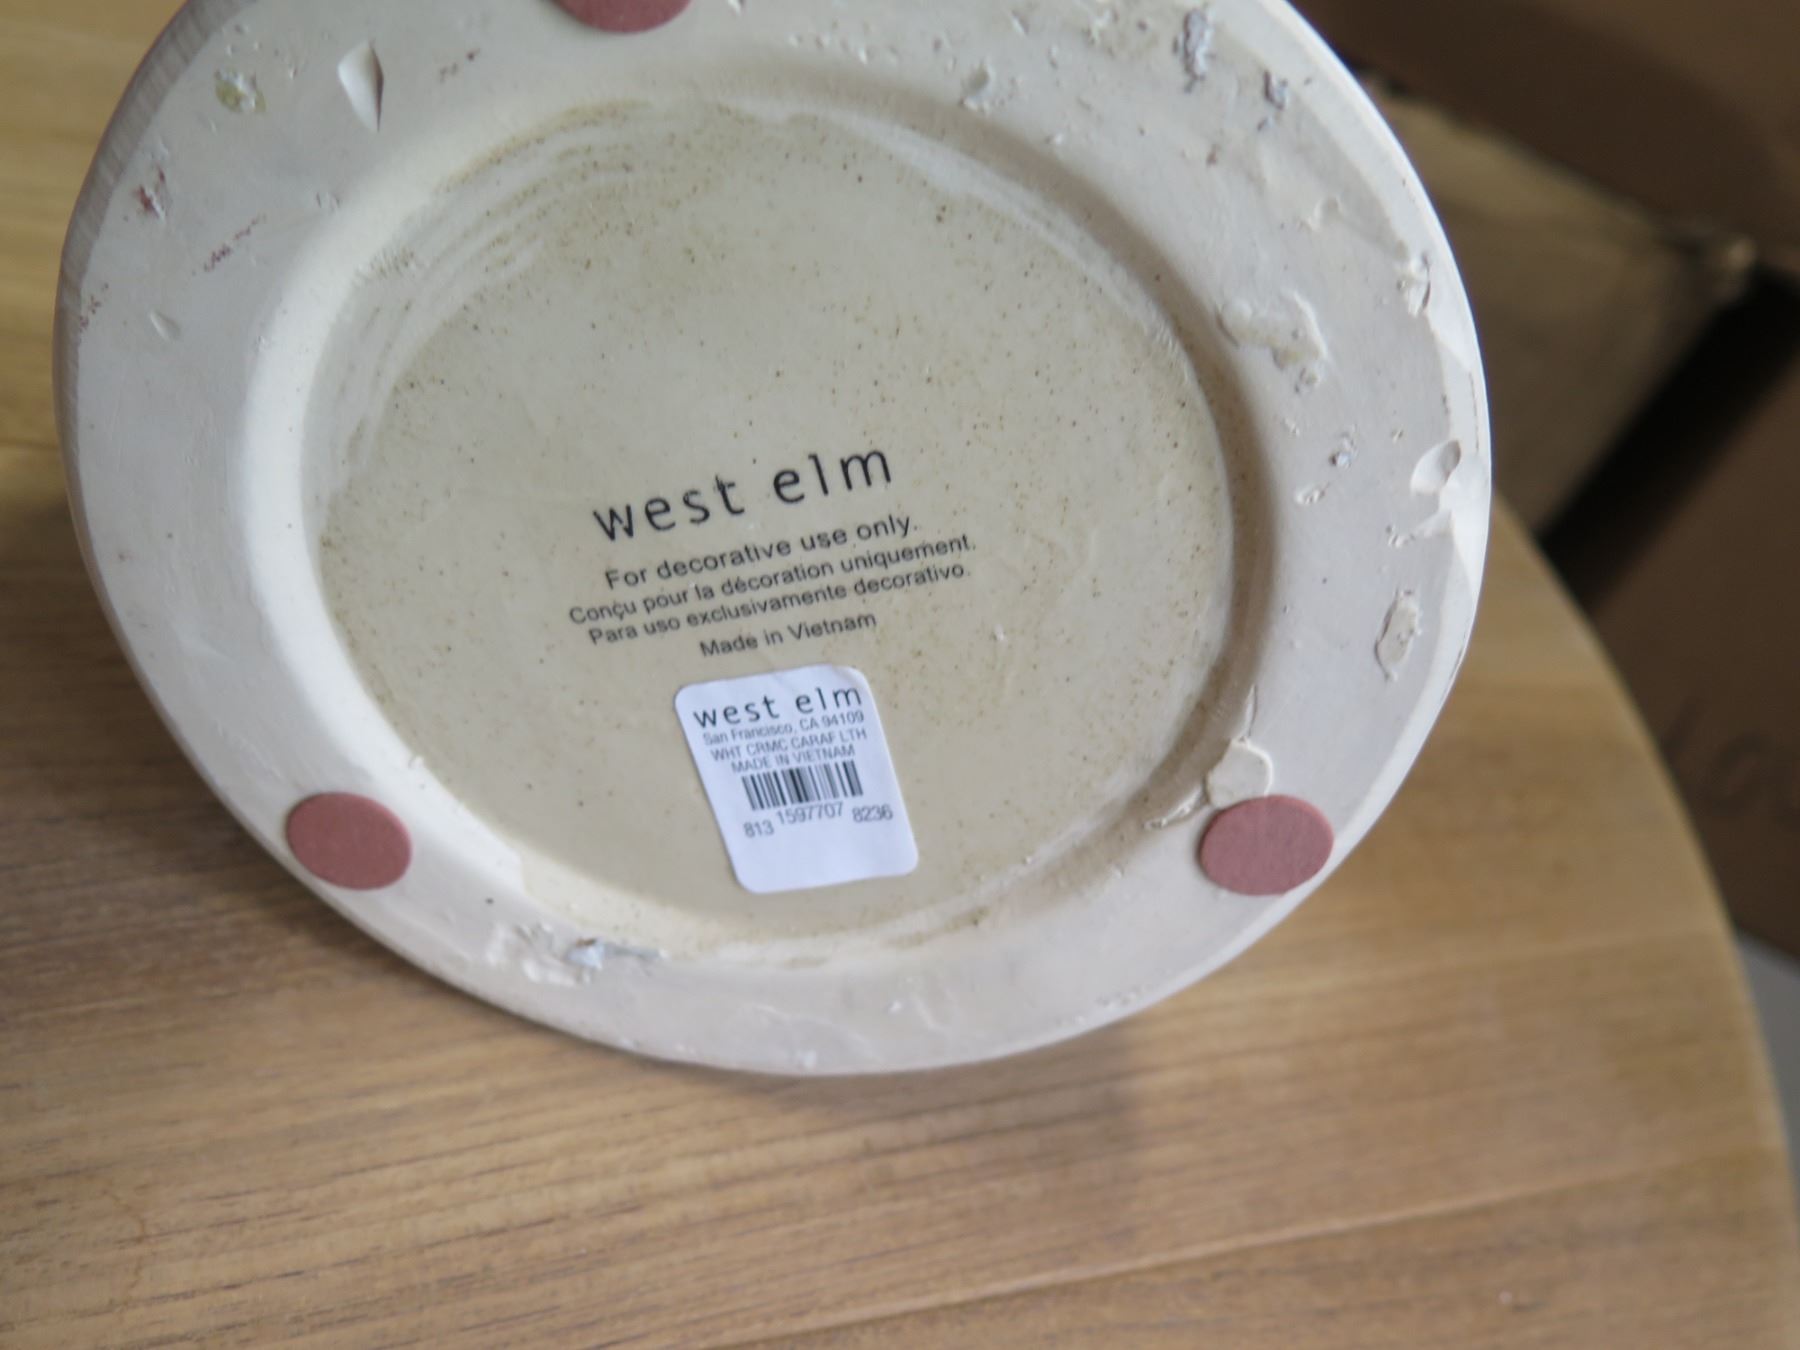 west elm
For decorative use only.
Conçu pour la décoration uniquement.
Para uso exclusivamente decorativo.
Made in Vietnam
west elm
San Francisco, CA 94109
WHT CRMC CARAF LTH
MADE IN VIETNAM
813 1597707 8236